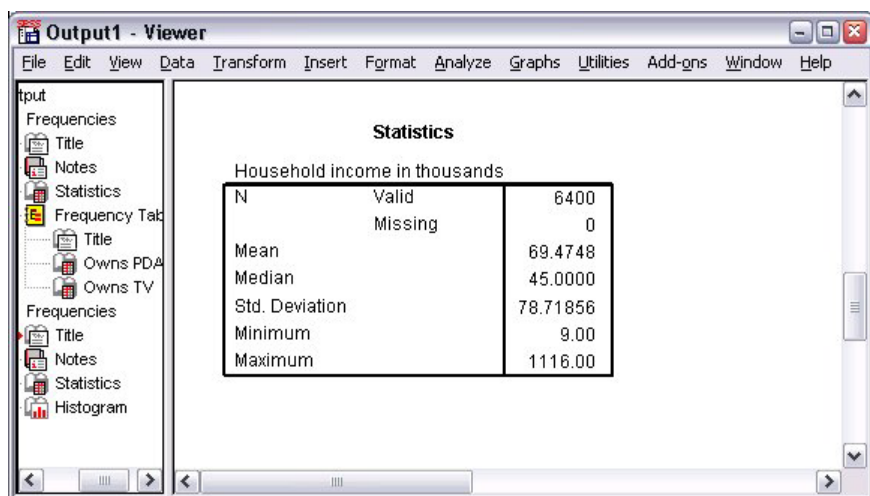 Output1 - Viewer
File Edit View Data Transform Insert Format Analyze Graphs Utilities Add-ons Window Help
tput
Frequencies
Title
Notes
Statistics
Frequency Tab
Title
Owns PDA
Owns TV
Frequencies
Title
Notes
Statistics
Histogram
Statistics
Household income in thousands
N Valid 6400
Missing 0
Mean 69.4748
Median 45.0000
Std. Deviation 78.71856
Minimum 9.00
Maximum 1116.00